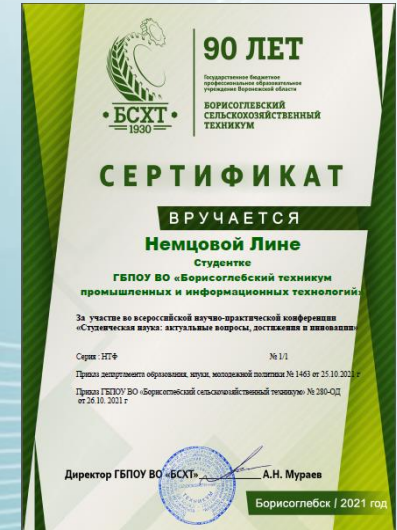 90 ЛЕТ
Государственное бюджетное
профессиональное образовательное
учреждение Воронежской области
БОРИСОГЛЕБСКИЙ
СЕЛЬСКОХОЗЯЙСТВЕННЫЙ
ТЕХНИКУМ
• БСХТ •
1930
СЕРТИФИКАТ
ВРУЧАЕТСЯ
Немцовой Лине
Студентке
ГБПОУ ВО «Борисоглебский техникум
промышленных и информационных технологий»
За участие во всероссийской научно-практической конференции
«Студенческая наука: актуальные вопросы, достижения и инновации»
Серия : НТФ № 1/1
Приказ департамента образования, науки, молодежной политики № 1463 от 25.10.2021 г
Приказ ГБПОУ ВО «Борисоглебский сельскохозяйственный техникум» № 280-ОД
от 26.10. 2021 г
Директор ГБПОУ ВО «БСХТ» А.Н. Мураев
Борисоглебск / 2021 год